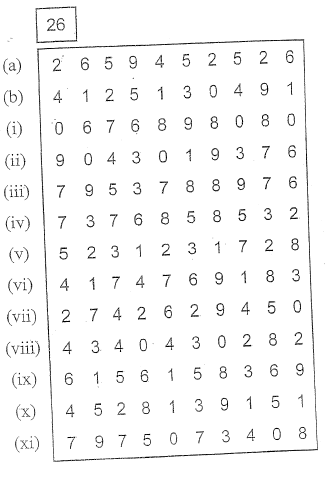 26
(a) 2 6 5 9 4 5 2 5 2 6
(b) 4 1 2 5 1 3 0 4 9 1
(i) 0 6 7 6 8 9 8 0 8 0
(ii) 9 0 4 3 0 1 9 3 7 6
(iii) 7 9 5 3 7 8 8 9 7 6
(iv) 7 3 7 6 8 5 8 5 3 2
(v) 5 2 3 1 2 3 1 7 2 8
(vi) 4 1 7 4 7 6 9 1 8 3
(vii) 2 7 4 2 6 2 9 4 5 0
(viii) 4 3 4 0 4 3 0 2 8 2
(ix) 6 1 5 6 1 5 8 3 6 9
(x) 4 5 2 8 1 3 9 1 5 1
(xi) 7 9 7 5 0 7 3 4 0 8